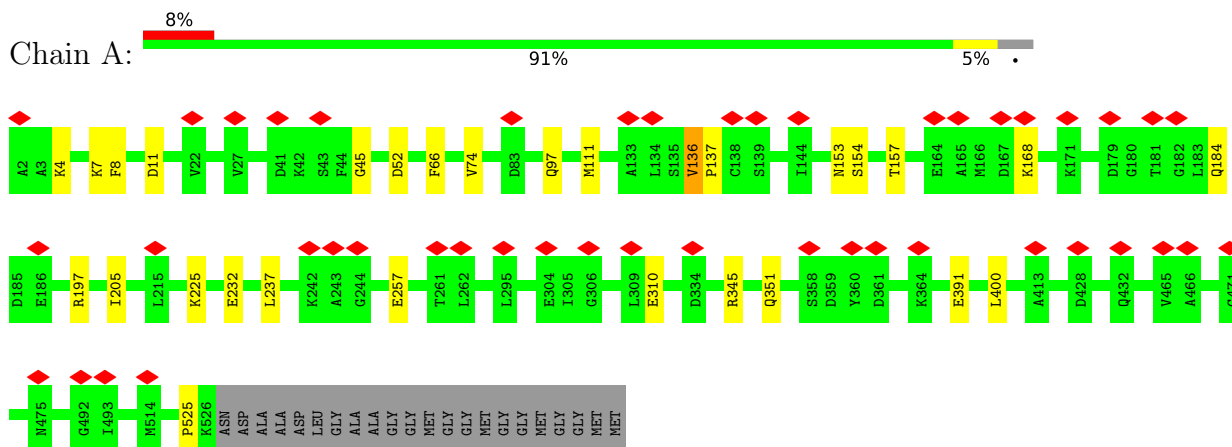 8%
Chain A:
91% 5% •
A2 A3 K4 K7 F8 D11 V22 V27 D41 K42 S43 F44 G45 D52 F66 V74 D83 Q97 M111 A133 L134 S135 V136 P137 C138 S139 I144 N153 S154 T157 E164 A165 M166 D167 K168 K171 D179 G180 T181 G182 L183 Q184
D185 E186 R197 I205 L215 K225 E232 L237 K242 A243 G244 E257 T261 L262 L295 E304 I305 G306 L309 E310 D334 R345 Q351 S358 D359 Y360 D361 K364 E391 L400 A413 D428 Q432 V465 A466
N475 G492 I493 M514 P525 K526 ASN ASP ALA ALA ASP LEU GLY ALA ALA GLY GLY MET GLY GLY MET GLY GLY MET GLY GLY MET MET